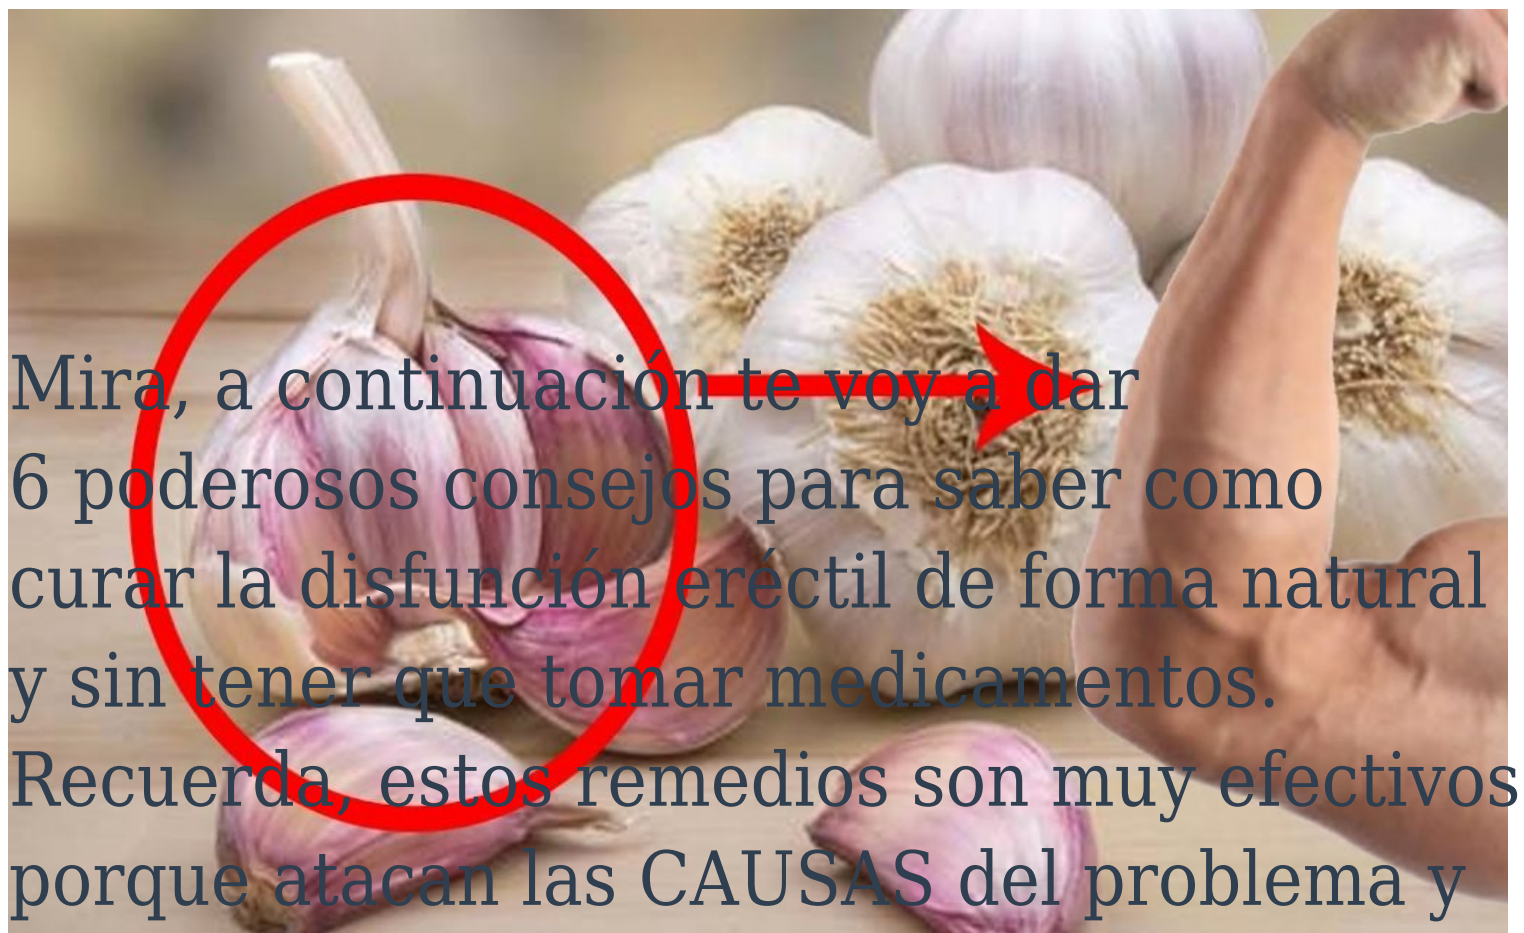 Mira, a continuación te voy a dar
6 poderosos consejos para saber como
curar la disfunción eréctil de forma natural
y sin tener que tomar medicamentos.
Recuerda, estos remedios son muy efectivos
porque atacan las CAUSAS del problema y